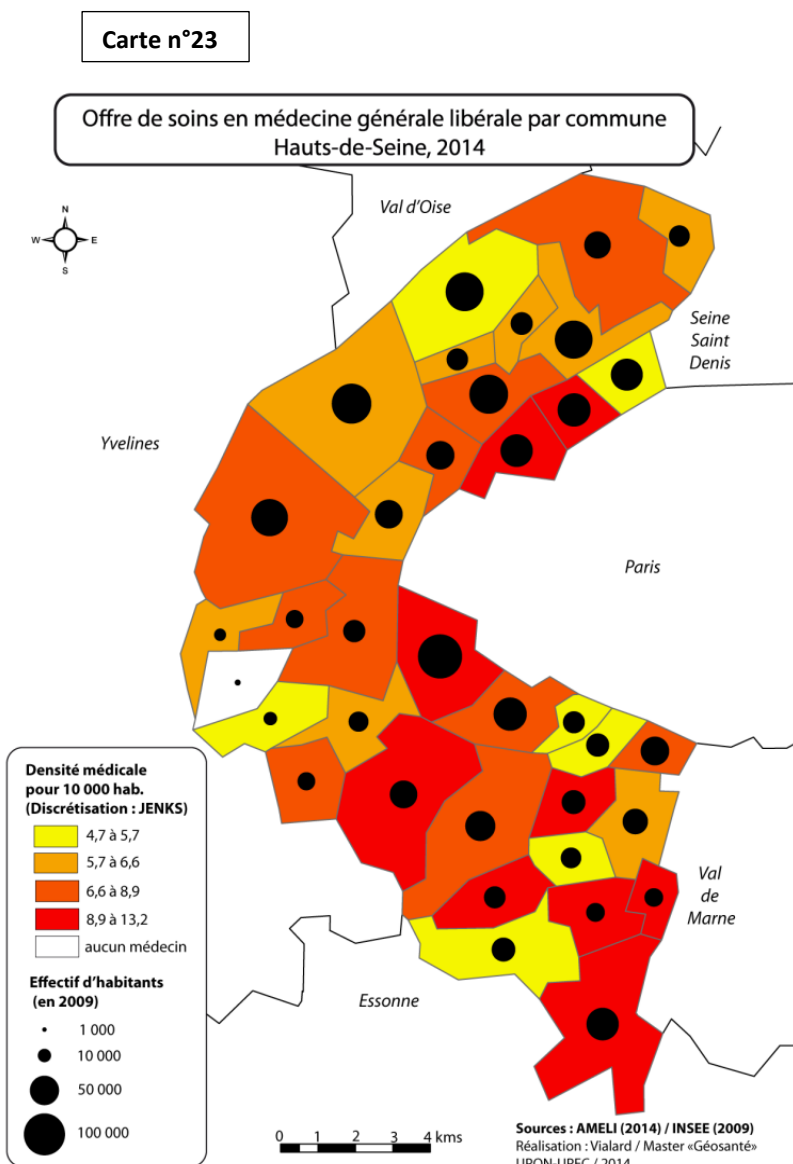 Carte n°23
Offre de soins en médecine générale libérale par commune
Hauts-de-Seine, 2014
N
W E
S
Val d'Oise
Seine
Saint
Denis
Yvelines
Paris
Val
de
Marne
Essonne
Densité médicale
pour 10 000 hab.
(Discrétisation : JENKS)
4,7 à 5,7
5,7 à 6,6
6,6 à 8,9
8,9 à 13,2
aucun médecin
Effectif d'habitants
(en 2009)
1 000
10 000
50 000
100 000
0 1 2 3 4 kms
Sources : AMELI (2014) / INSEE (2009)
Réalisation : Vialard / Master «Géosanté»
/ 2014